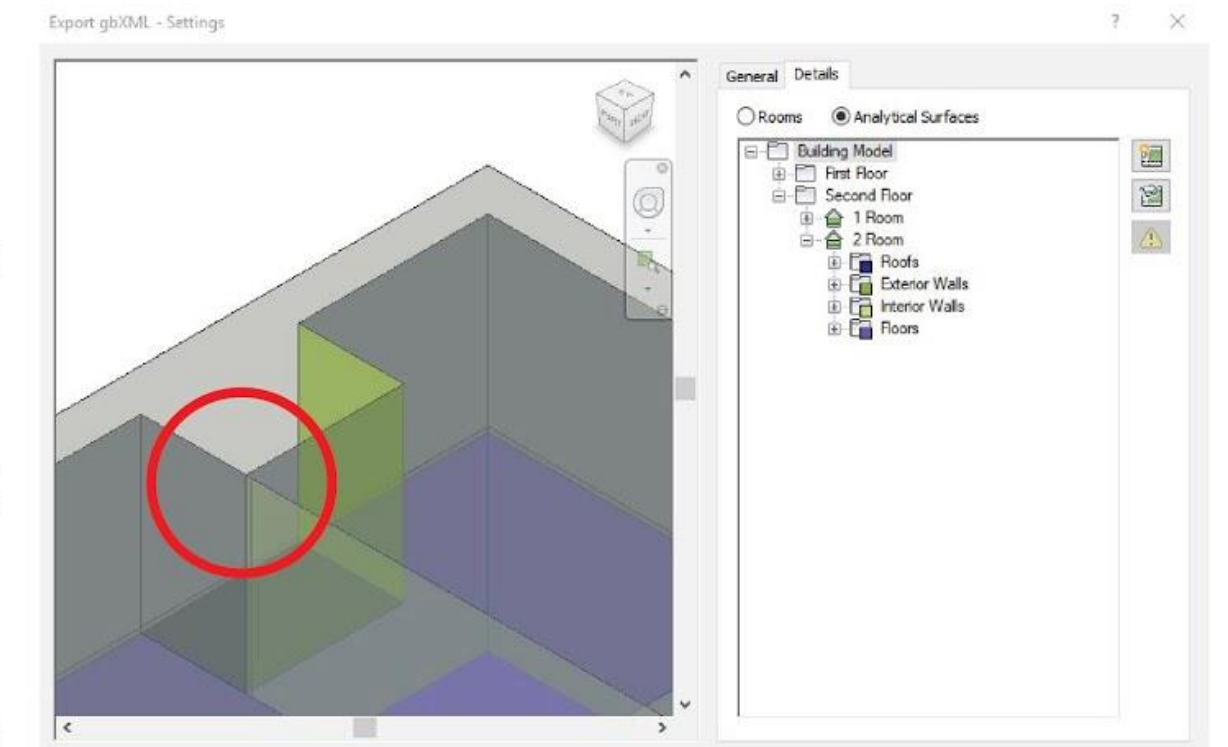 Export gbXML - Settings
General Details
Rooms Analytical Surfaces
Building Model
First Floor
Second Floor
1 Room
2 Room
Roofs
Exterior Walls
Interior Walls
Floors